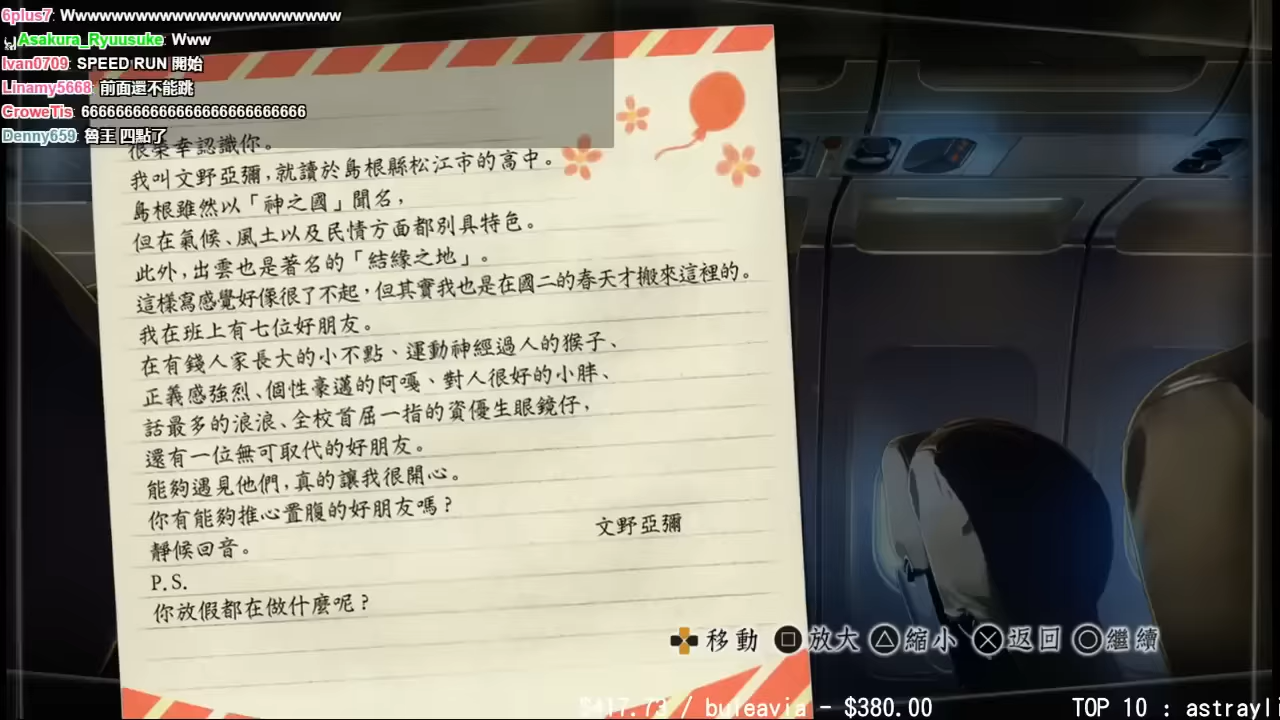 6plus7: Wwwwwwwwwwwwwwwwwwwwwwww
Asakura_Ryuusuke: Www
Ivan0709: SPEED RUN 開始
Linamy5668: 前面還不能跳
CroweTis: 66666666666666666666666666
Denny659: 魯王 四點了
很榮幸認識你。
我叫文野亞彌,就讀於島根縣松江市的高中。
島根雖然以「神之國」聞名,
但在氣候、風土以及民情方面都別具特色。
此外,出雲也是著名的「結緣之地」。
這樣寫感覺好像很了不起,但其實我也是在國二的春天才搬來這裡的。
我在班上有七位好朋友。
在有錢人家長大的小不點、運動神經過人的猴子、
正義感強烈、個性豪邁的阿嘎、對人很好的小胖、
話最多的浪浪、全校首屈一指的資優生眼鏡仔,
還有一位無可取代的好朋友。
能夠遇見他們,真的讓我很開心。
你有能夠推心置腹的好朋友嗎?
靜候回音。
文野亞彌
P.S.
你放假都在做什麼呢?
移動 放大 縮小 返回 繼續
$417.73 / buleavia - $380.00 TOP 10 : astrayli